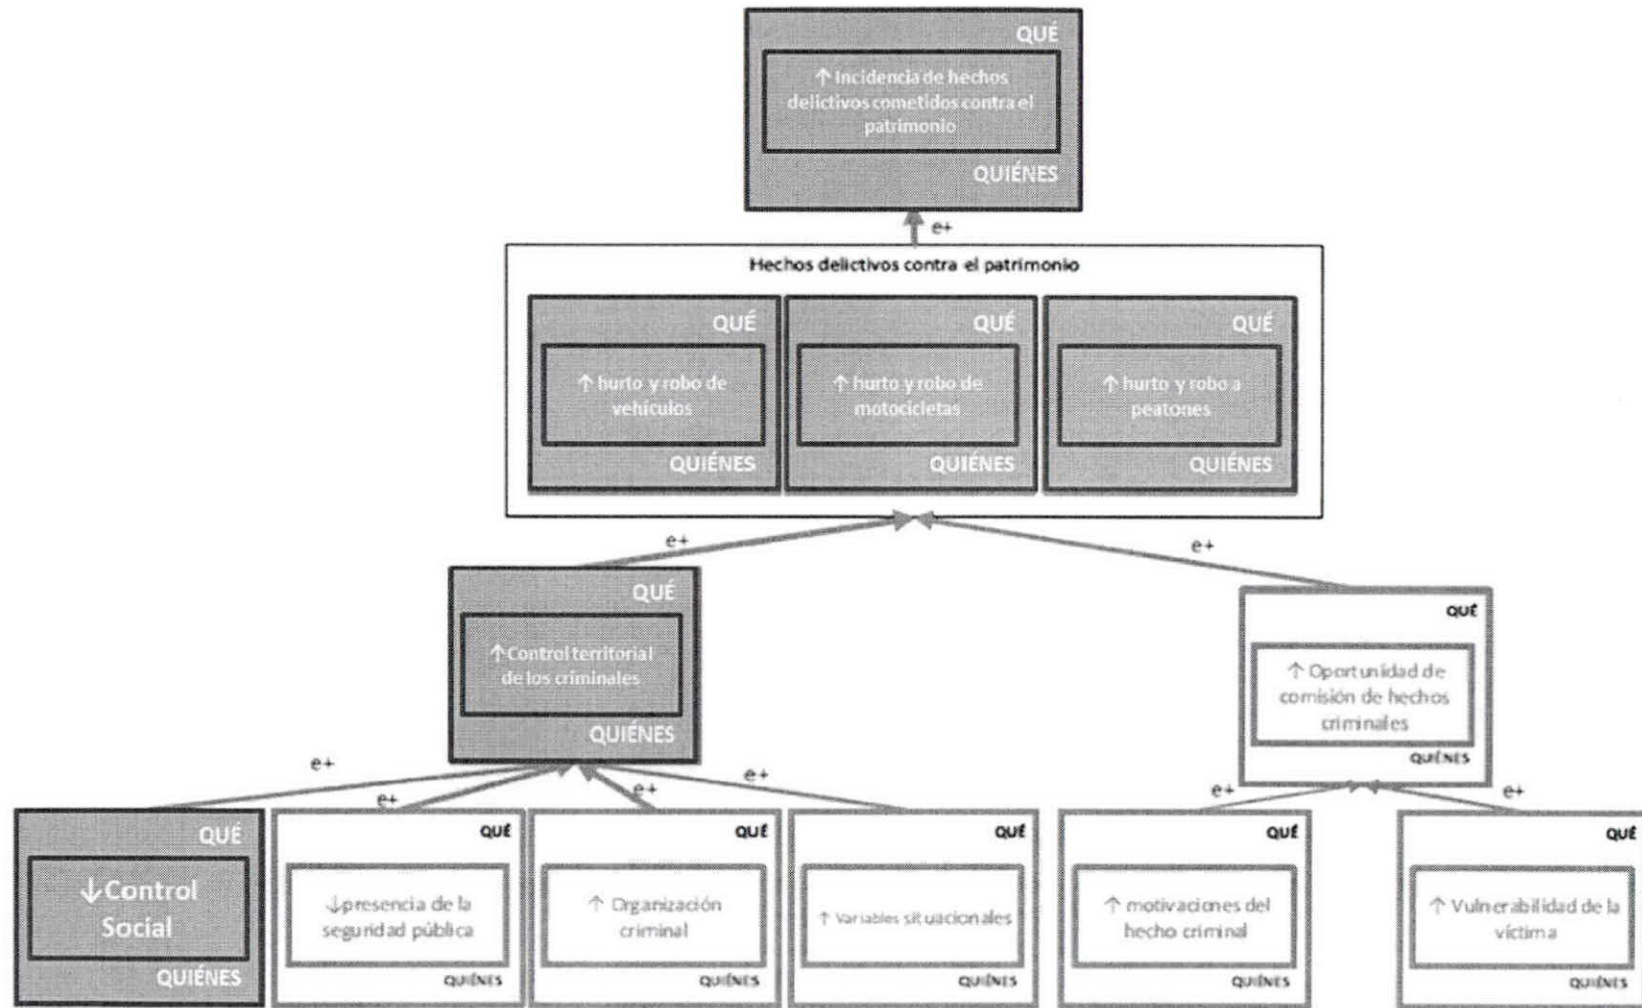 QUÉ
↑ Incidencia de hechos
delictivos cometidos contra el
patrimonio
QUIÉNES
e+
Hechos delictivos contra el patrimonio
QUÉ
↑ hurto y robo de
vehículos
QUIÉNES
QUÉ
↑ hurto y robo de
motocicletas
QUIÉNES
QUÉ
↑ hurto y robo a
peatones
QUIÉNES
e+
e+
QUÉ
↑Control territorial
de los criminales
QUIÉNES
QUÉ
↑ Oportunidad de
comisión de hechos
criminales
QUIÉNES
e+
e+
e+
e+
e+
e+
QUÉ
↓Control
Social
QUIÉNES
QUÉ
↓presencia de la
seguridad pública
QUIÉNES
QUÉ
↑ Organización
criminal
QUIÉNES
QUÉ
↑ Variables situacionales
QUIÉNES
QUÉ
↑ motivaciones del
hecho criminal
QUIÉNES
QUÉ
↑ Vulnerabilidad de la
víctima
QUIÉNES